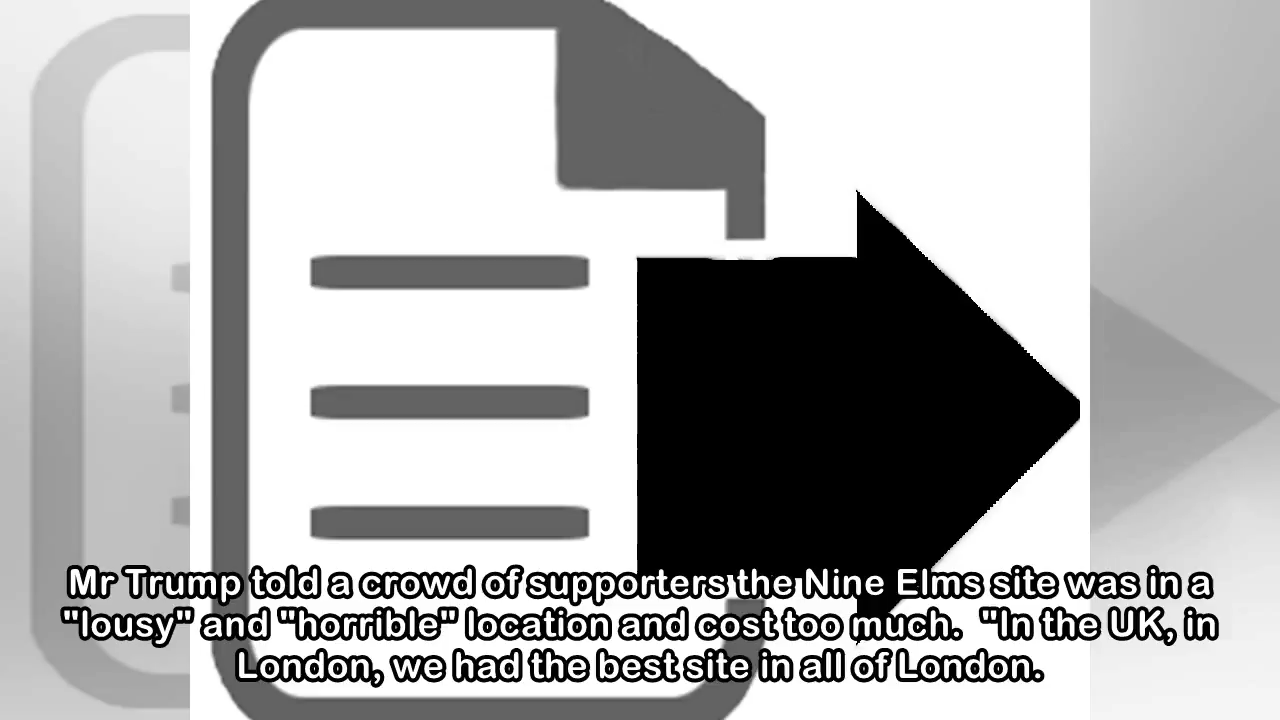 Mr Trump told a crowd of supporters the Nine Elms site was in a
"lousy" and "horrible" location and cost too much.  "In the UK, in
London, we had the best site in all of London.